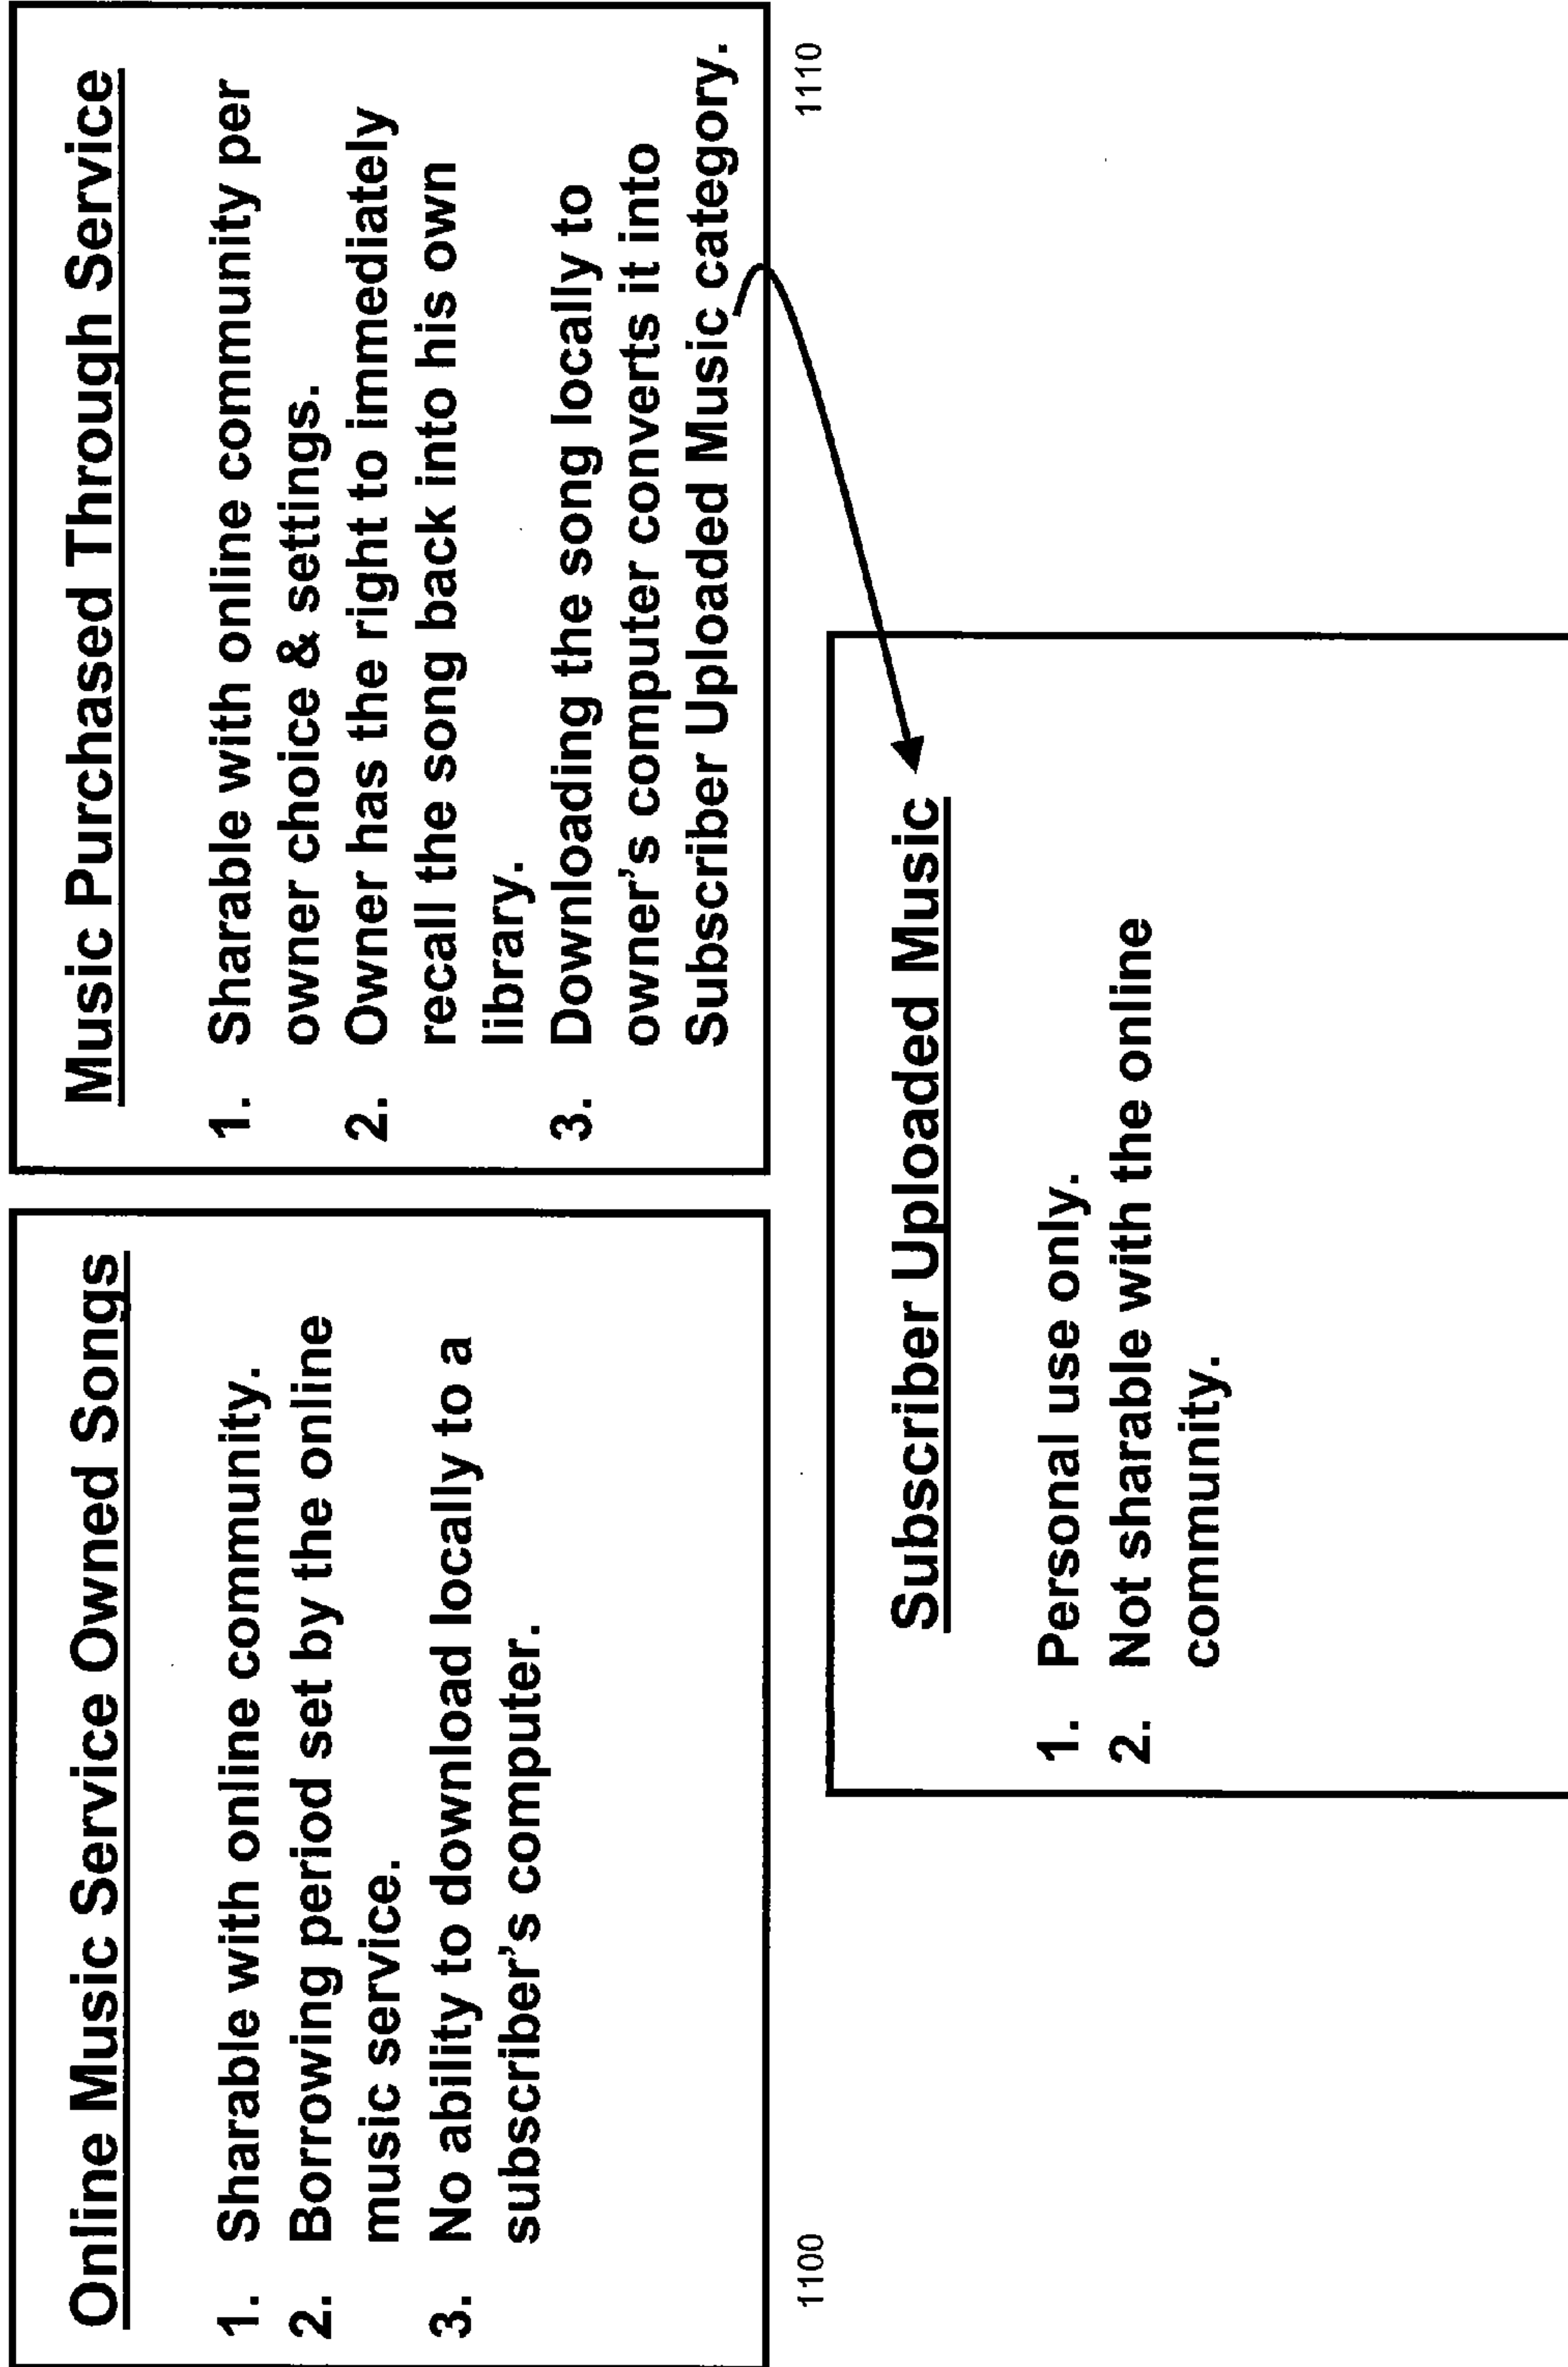 Online Music Service Owned Songs
1. Sharable with online community.
2. Borrowing period set by the online
music service.
3. No ability to download locally to a
subscriber's computer.
1100
Music Purchased Through Service
1. Sharable with online community per
owner choice & settings.
2. Owner has the right to immediately
recall the song back into his own
library.
3. Downloading the song locally to
owner's computer converts it into
Subscriber Uploaded Music category.
1110
Subscriber Uploaded Music
1. Personal use only.
2. Not sharable with the online
community.